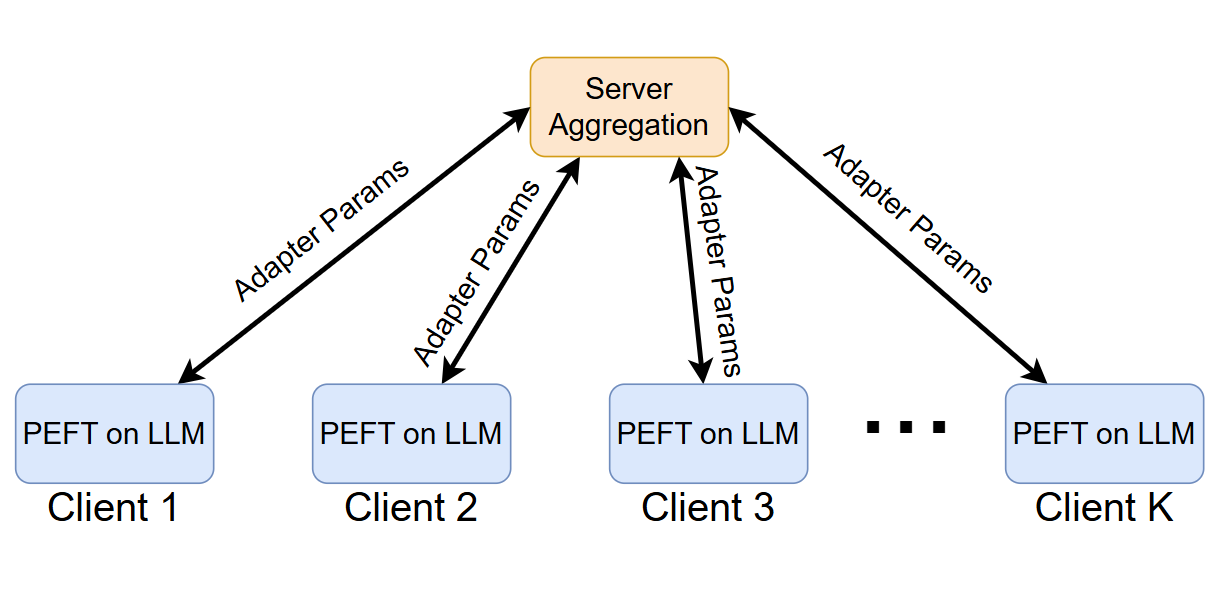 Server
Aggregation
Adapter Params
Adapter Params
Adapter Params
Adapter Params
PEFT on LLM
PEFT on LLM
PEFT on LLM
PEFT on LLM
Client 1
Client 2
Client 3
Client K